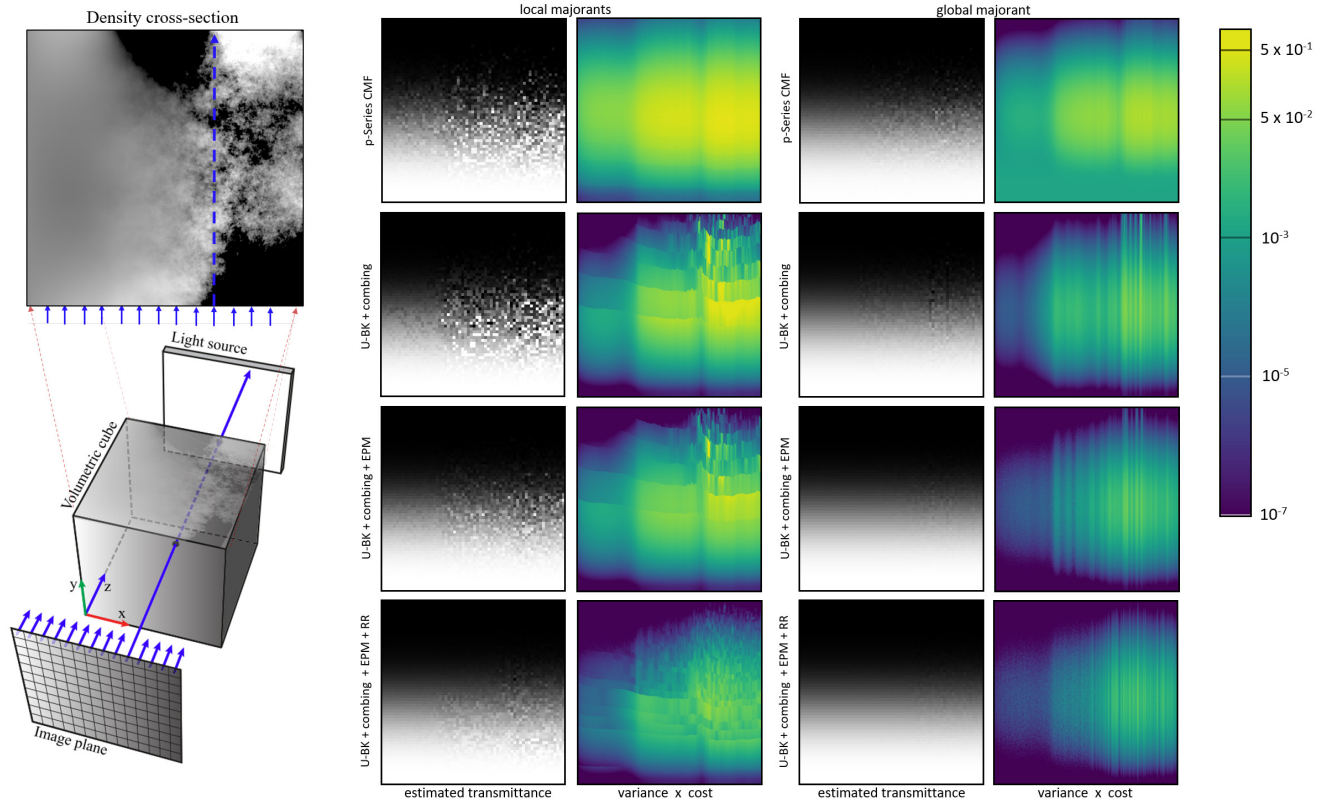 Density cross-section
Light source
Volumetric cube
y
z
x
Image plane
local majorants
global majorant
p-Series CMF
p-Series CMF
U-BK + combing
U-BK + combing
U-BK + combing + EPM
U-BK + combing + EPM
U-BK + combing + EPM + RR
U-BK + combing + EPM + RR
estimated transmittance
variance x cost
estimated transmittance
variance x cost
5 x 10⁻¹
5 x 10⁻²
10⁻³
10⁻⁵
10⁻⁷